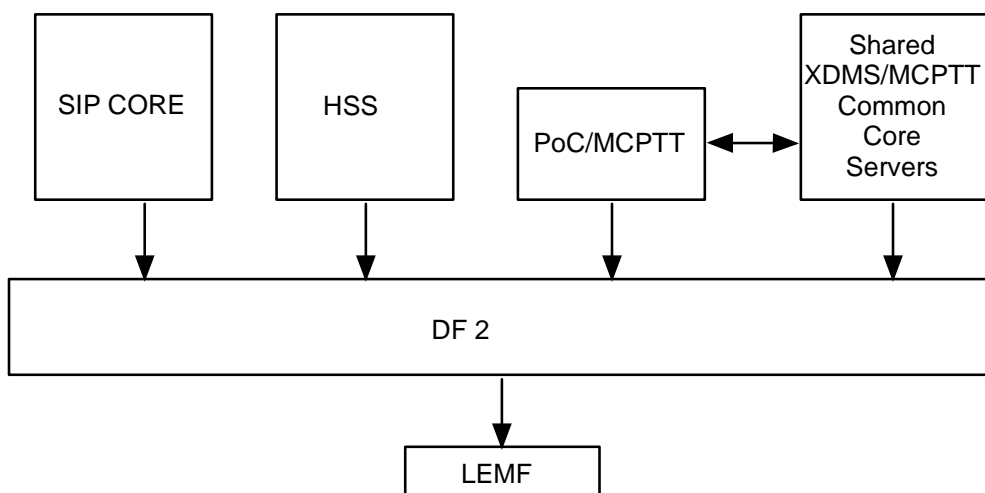 SIP CORE
HSS
PoC/MCPTT
Shared
XDMS/MCPTT
Common
Core
Servers
DF 2
LEMF